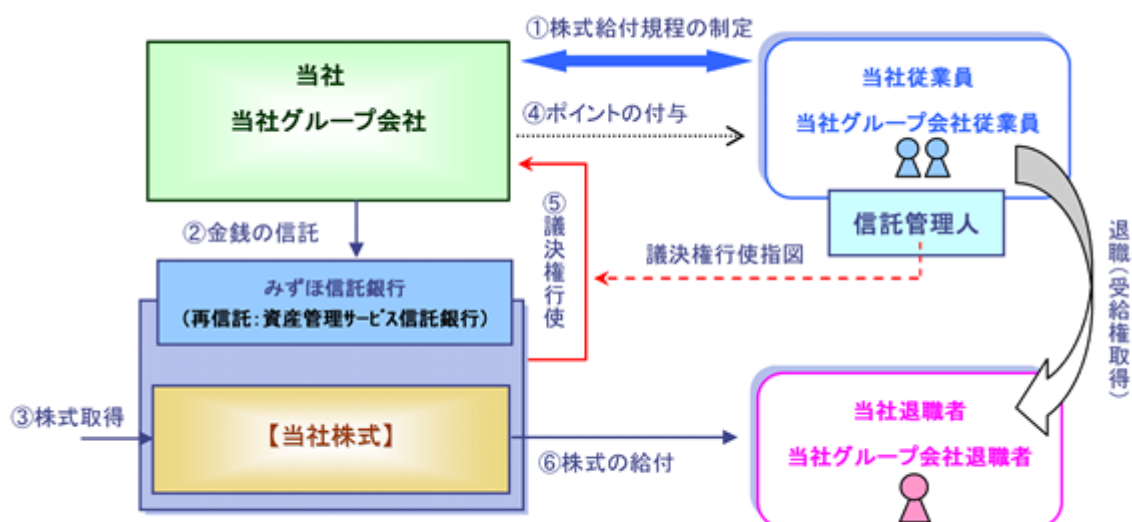 ①株式給付規程の制定
当社
当社グループ会社
当社従業員
当社グループ会社従業員
④ポイントの付与
信託管理人
②金銭の信託
⑤議決権行使
議決権行使指図
退職(受給権取得)
みずほ信託銀行
(再信託:資産管理サービス信託銀行)
③株式取得
【当社株式】
⑥株式の給付
当社退職者
当社グループ会社退職者